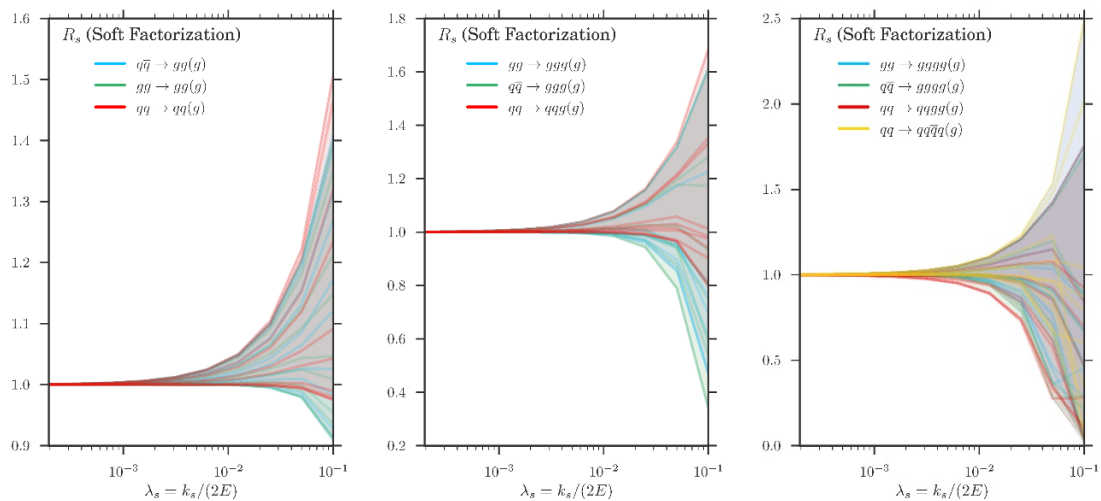 R_s (Soft Factorization)
qq̅ → gg(g)
gg → gg(g)
qq → qq(g)
1.6
1.5
1.4
1.3
1.2
1.1
1.0
0.9
10⁻³
10⁻²
10⁻¹
λ_s = k_s/(2E)
R_s (Soft Factorization)
gg → ggg(g)
qq̅ → ggg(g)
qq → qqg(g)
1.8
1.6
1.4
1.2
1.0
0.8
0.6
0.4
0.2
10⁻³
10⁻²
10⁻¹
λ_s = k_s/(2E)
R_s (Soft Factorization)
gg → gggg(g)
qq̅ → gggg(g)
qq → qqgg(g)
qq → qqq̅q(g)
2.5
2.0
1.5
1.0
0.5
0.0
10⁻³
10⁻²
10⁻¹
λ_s = k_s/(2E)